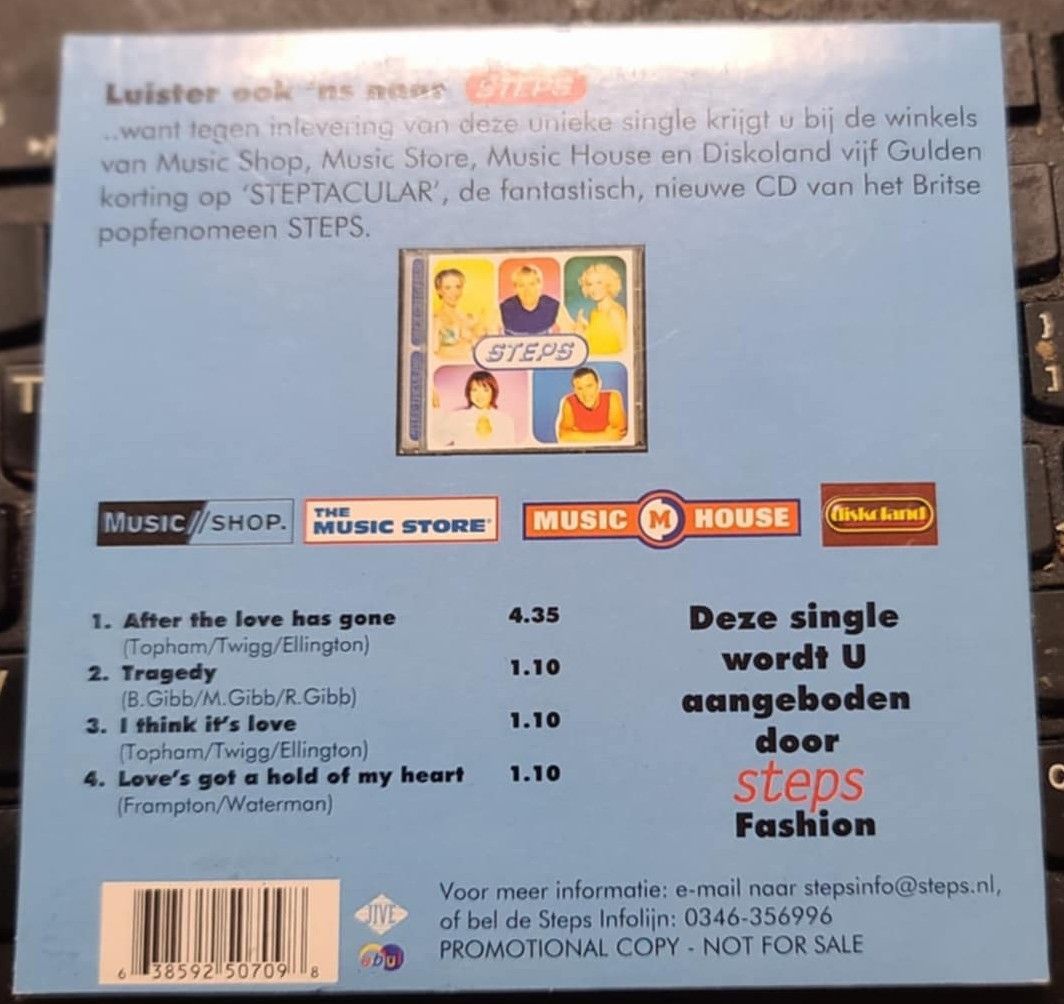 Luister ook 'ns naar STEPS
..want tegen inlevering van deze unieke single krijgt u bij de winkels
van Music Shop, Music Store, Music House en Diskoland vijf Gulden
korting op 'STEPTACULAR', de fantastisch, nieuwe CD van het Britse
popfenomeen STEPS.
STEPS
MUSIC//SHOP.
THE
MUSIC STORE
MUSIC M HOUSE
Diskoland
1. After the love has gone 4.35
(Topham/Twigg/Ellington)
2. Tragedy 1.10
(B.Gibb/M.Gibb/R.Gibb)
3. I think it's love 1.10
(Topham/Twigg/Ellington)
4. Love's got a hold of my heart 1.10
(Frampton/Waterman)
Deze single
wordt U
aangeboden
door
steps
Fashion
6 38592 50709 8
JIVE
ebul
Voor meer informatie: e-mail naar stepsinfo@steps.nl,
of bel de Steps Infolijn: 0346-356996
PROMOTIONAL COPY - NOT FOR SALE
T